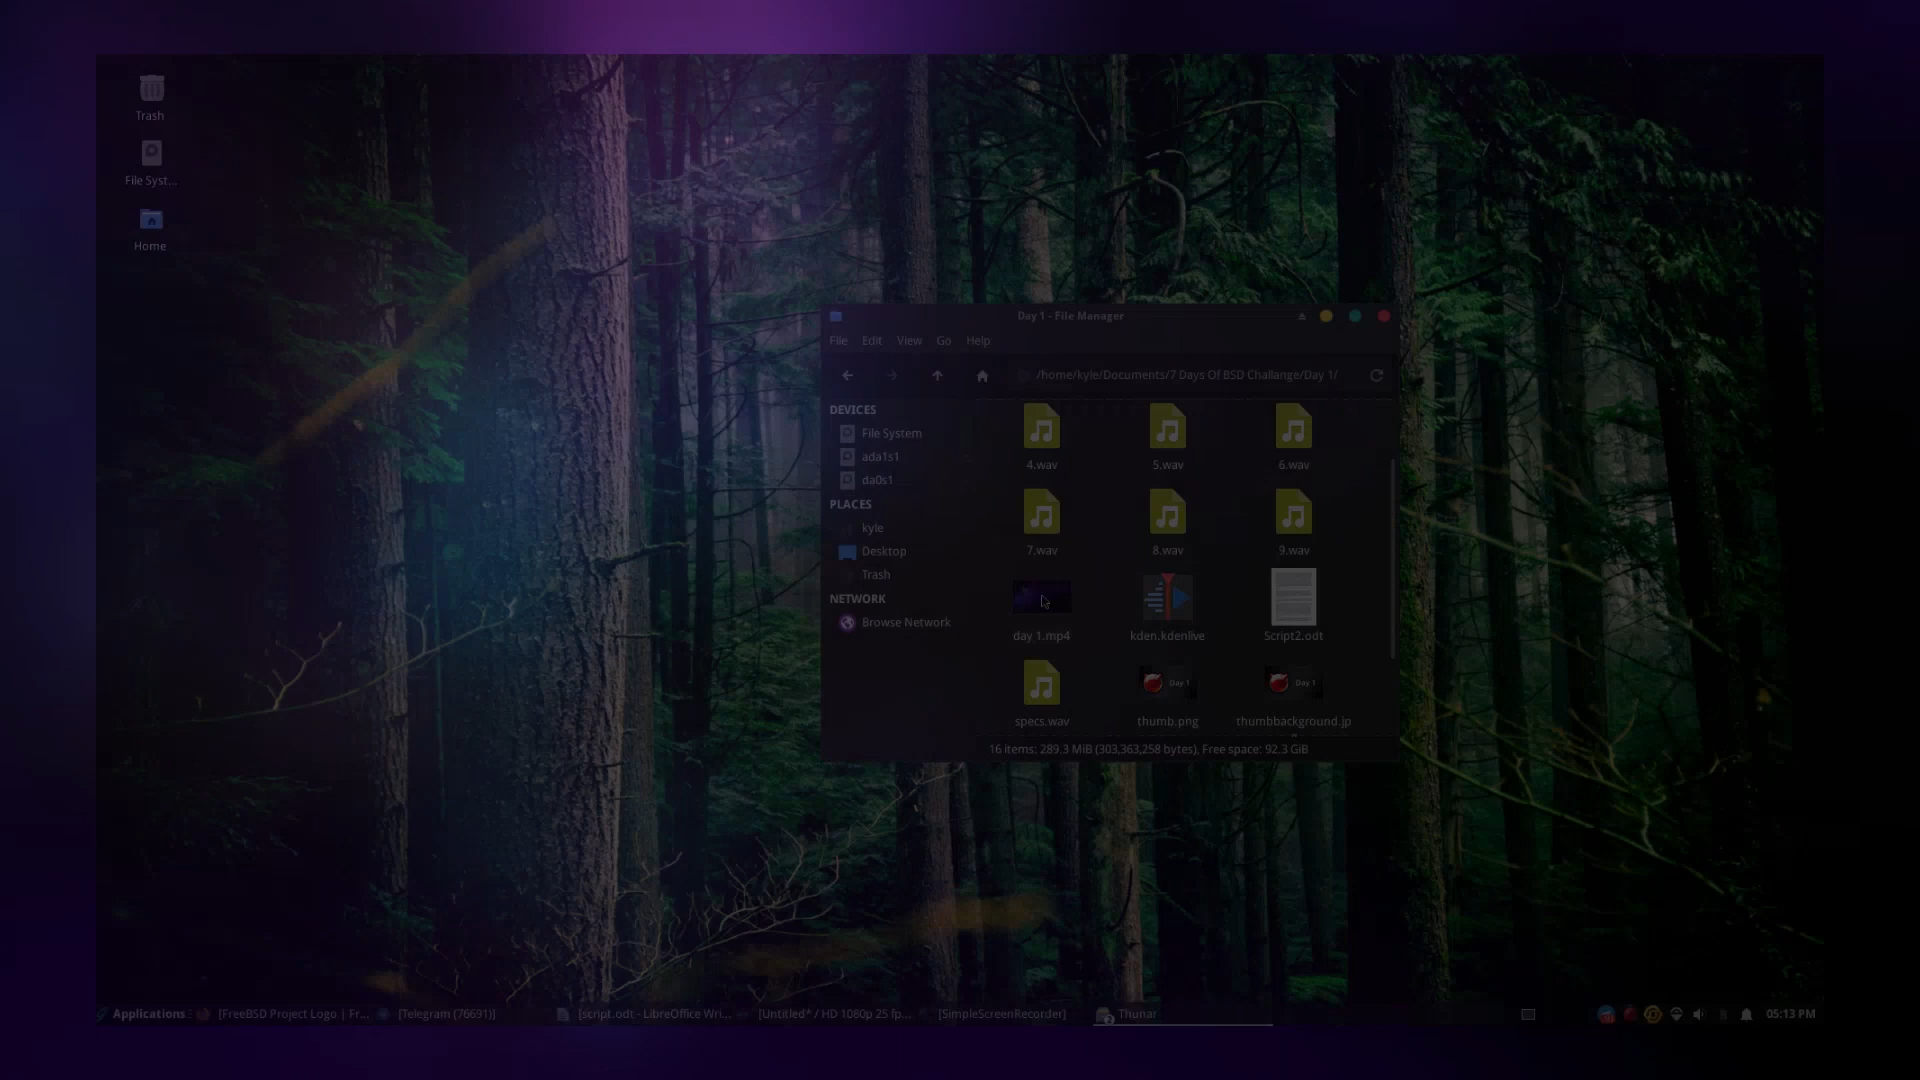 Trash
File Syst...
Home
Day 1 - File Manager
File Edit View Go Help
/home/kyle/Documents/7 Days Of BSD Challange/Day 1/
DEVICES
File System
ada1s1
da0s1
PLACES
kyle
Desktop
Trash
NETWORK
Browse Network
4.wav 5.wav 6.wav
7.wav 8.wav 9.wav
day 1.mp4 kden.kdenlive Script2.odt
Day 1 Day 1
specs.wav thumb.png thumbbackground.jp
16 items: 289.3 MiB (303,363,258 bytes), Free space: 92.3 GiB
Applications [FreeBSD Project Logo | Fr... [Telegram (76691)] [script.odt - LibreOffice Wri... [Untitled* / HD 1080p 25 fp... [SimpleScreenRecorder] Thunar 05:13 PM